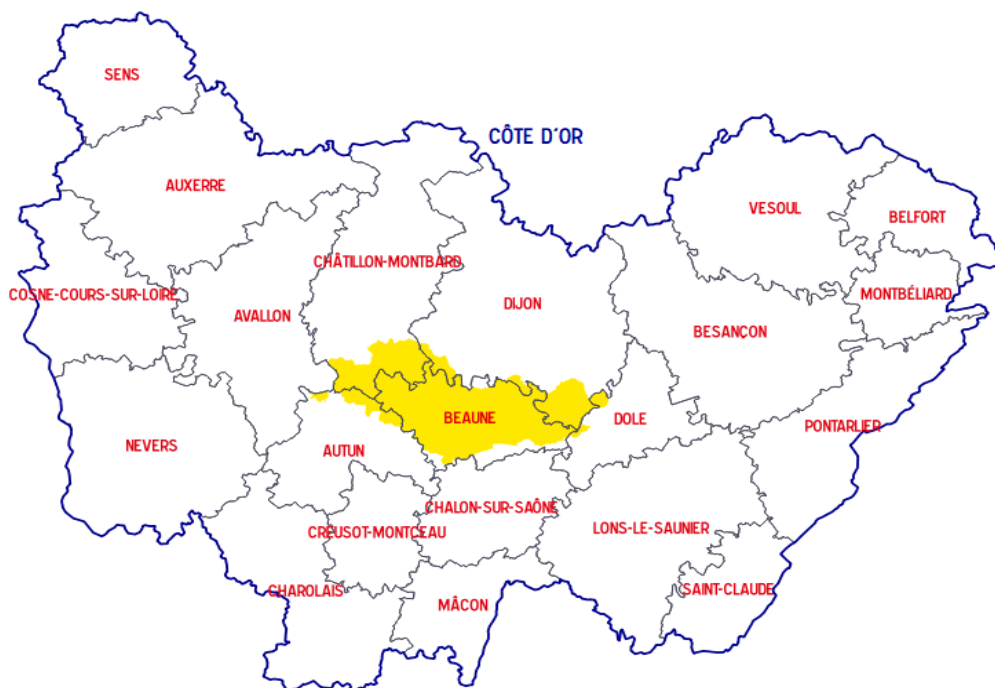 SENS
CÔTE D'OR
AUXERRE
VESOUL
BELFORT
CHÂTILLON-MONTBARD
COSNE-COURS-SUR-LOIRE
MONTBÉLIARD
DIJON
AVALLON
BESANÇON
BEAUNE
DOLE
PONTARLIER
NEVERS
AUTUN
CHALON-SUR-SAÔNE
CREUSOT-MONTCEAU
LONS-LE-SAUNIER
CHAROLAIS
SAINT-CLAUDE
MÂCON